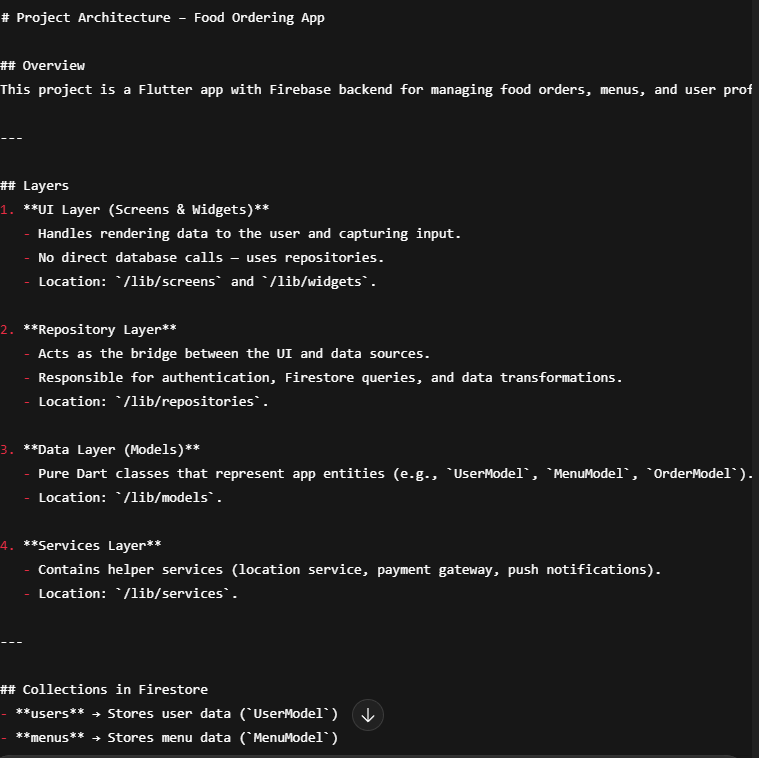 # Project Architecture – Food Ordering App
## Overview
This project is a Flutter app with Firebase backend for managing food orders, menus, and user
---
## Layers
1. **UI Layer (Screens & Widgets)**
- Handles rendering data to the user and capturing input.
- No direct database calls — uses repositories.
- Location: `/lib/screens` and `/lib/widgets`.
2. **Repository Layer**
- Acts as the bridge between the UI and data sources.
- Responsible for authentication, Firestore queries, and data transformations.
- Location: `/lib/repositories`.
3. **Data Layer (Models)**
- Pure Dart classes that represent app entities (e.g., `UserModel`, `MenuModel`, `OrderModel`).
- Location: `/lib/models`.
4. **Services Layer**
- Contains helper services (location service, payment gateway, push notifications).
- Location: `/lib/services`.
---
## Collections in Firestore
- **users** → Stores user data (`UserModel`)
- **menus** → Stores menu data (`MenuModel`)